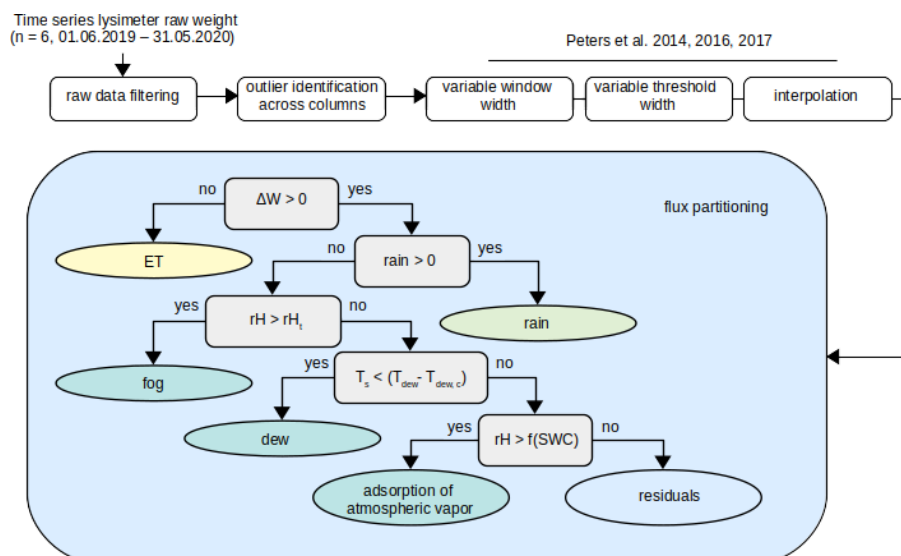 Time series lysimeter raw weight
(n = 6, 01.06.2019 – 31.05.2020)
Peters et al. 2014, 2016, 2017
raw data filtering
outlier identification
across columns
variable window
width
variable threshold
width
interpolation
flux partitioning
no
ΔW > 0
yes
ET
no
rain > 0
yes
yes
rH > rHt
no
rain
fog
yes
Ts < (Tdew- Tdew, c)
no
dew
yes
rH > f(SWC)
no
adsorption of
atmospheric vapor
residuals